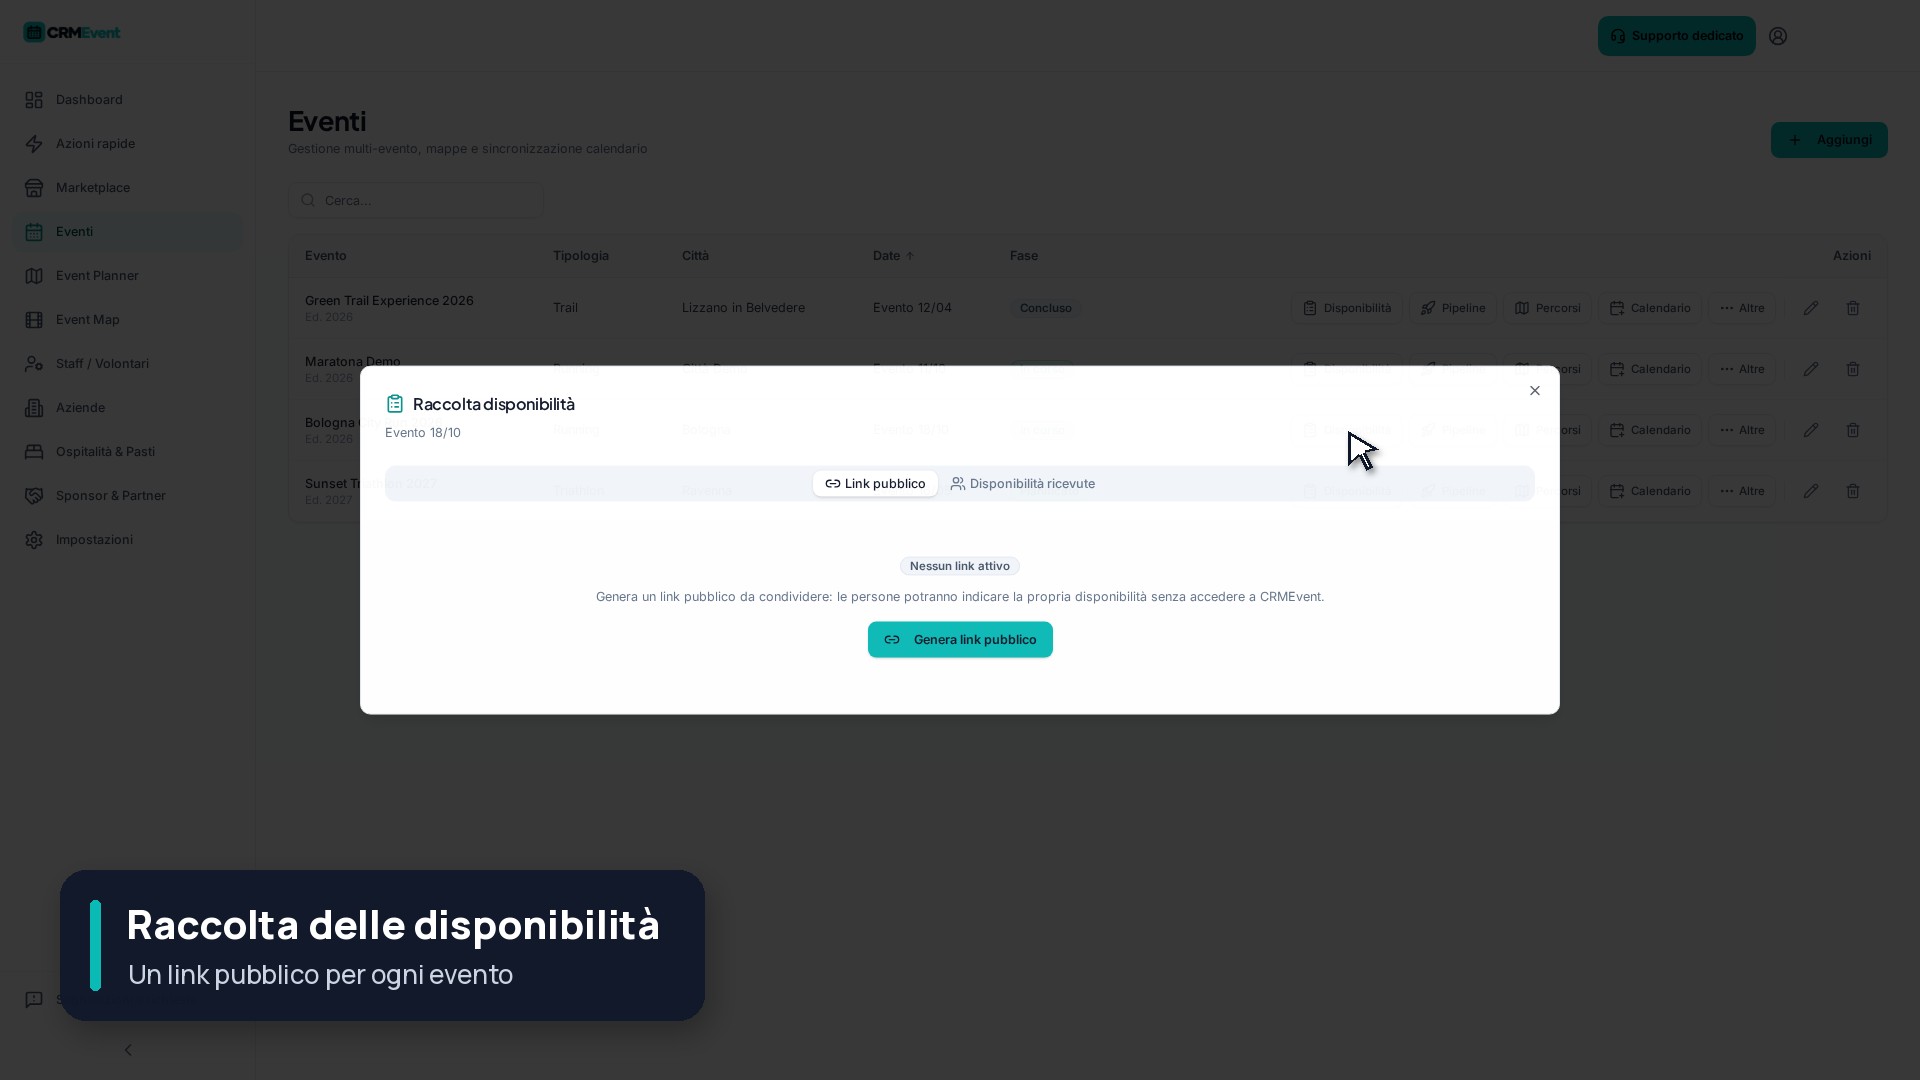 CRMEvent
Supporto dedicato
Dashboard
Azioni rapide
Marketplace
Eventi
Event Planner
Event Map
Staff / Volontari
Aziende
Ospitalità & Pasti
Sponsor & Partner
Impostazioni
Eventi
Gestione multi-evento, mappe e sincronizzazione calendario
Aggiungi
Cerca...
Evento Tipologia Città Date ↑ Fase Azioni
Green Trail Experience 2026 Trail Lizzano in Belvedere Evento 12/04 Concluso Disponibilità Pipeline Percorsi Calendario ··· Altre
Ed. 2026
Maratona Demo Calendario ··· Altre
Ed. 2026
Bologna Calendario ··· Altre
Ed. 2026
Sunset Calendario ··· Altre
Ed. 2027
Raccolta disponibilità
Evento 18/10
Link pubblico Disponibilità ricevute
Nessun link attivo
Genera un link pubblico da condividere: le persone potranno indicare la propria disponibilità senza accedere a CRMEvent.
Genera link pubblico
Raccolta delle disponibilità
Un link pubblico per ogni evento